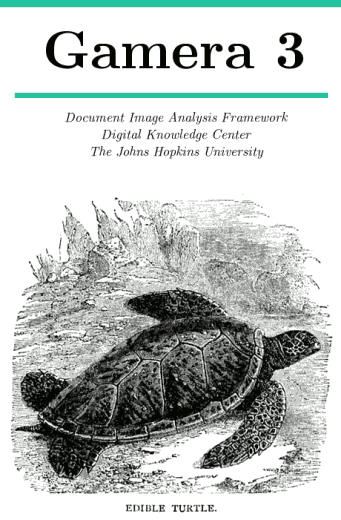 Gamera 3
Document Image Analysis Framework
Digital Knowledge Center
The Johns Hopkins University
EDIBLE TURTLE.